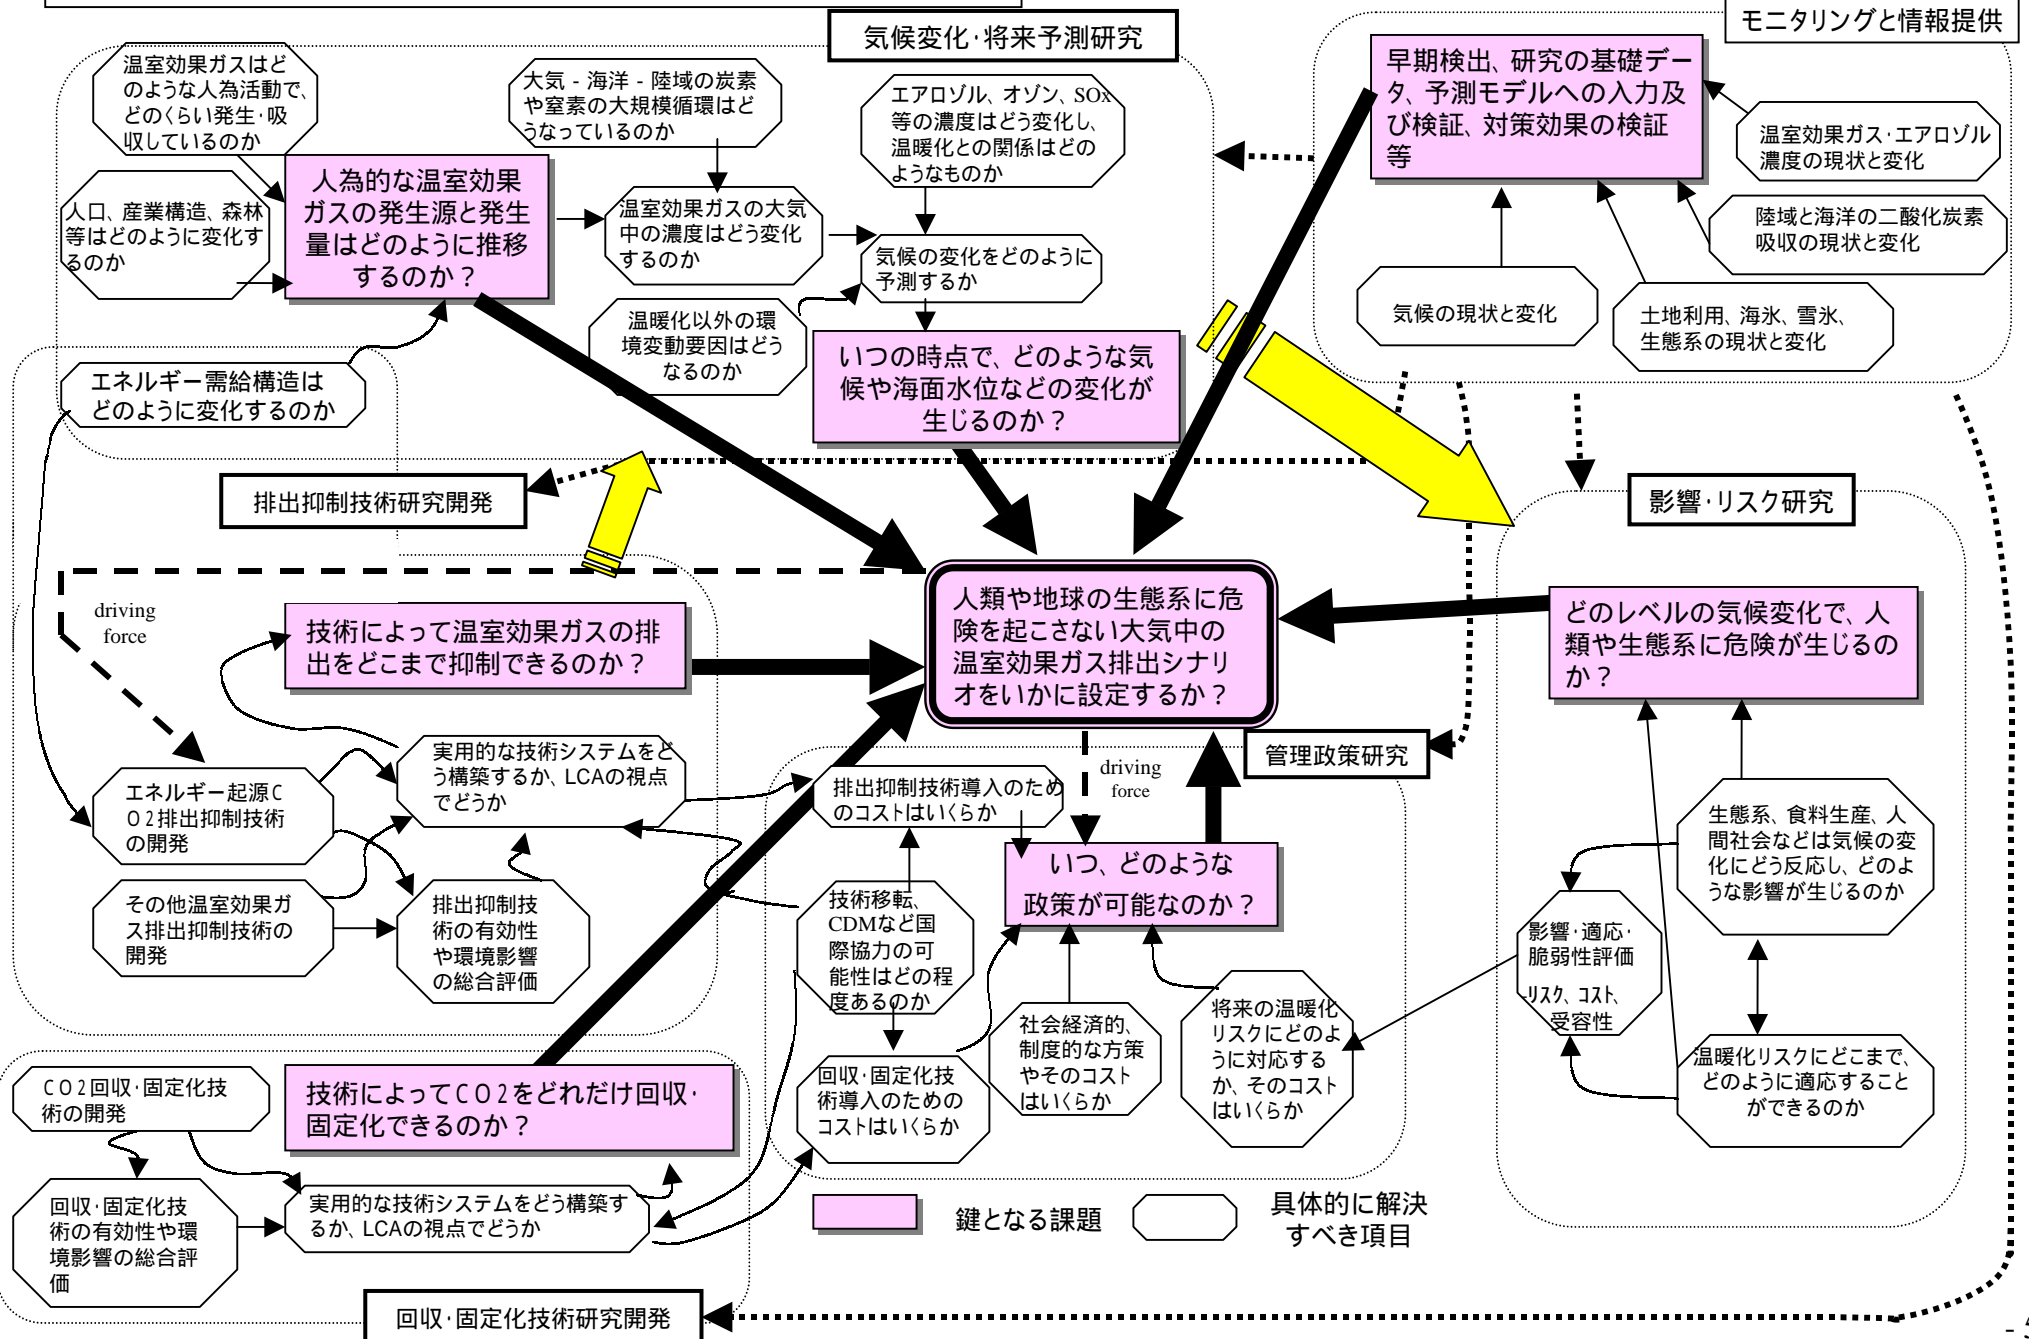 気候変化・将来予測研究
モニタリングと情報提供
温室効果ガスはど
のような人為活動で、
どのくらい発生・吸
収しているのか
大気 - 海洋 - 陸域の炭素
や窒素の大規模循環はど
うなっているのか
エアロゾル、オゾン、SOx
等の濃度はどう変化し、
温暖化との関係はどの
ようなものか
早期検出、研究の基礎デー
タ、予測モデルへの入力及
び検証、対策効果の検証
等
温室効果ガス・エアロゾル
濃度の現状と変化
人口、産業構造、森林
等はどのように変化す
るのか
人為的な温室効果
ガスの発生源と発生
量はどのように推移
するのか？
温室効果ガスの大気
中の濃度はどう変化
するのか
気候の変化をどのように
予測するか
陸域と海洋の二酸化炭素
吸収の現状と変化
気候の現状と変化
土地利用、海氷、雪氷、
生態系の現状と変化
温暖化以外の環
境変動要因はどう
なるのか
いつの時点で、どのような気
候や海面水位などの変化が
生じるのか？
エネルギー需給構造は
どのように変化するのか
排出抑制技術研究開発
影響・リスク研究
driving
force
技術によって温室効果ガスの排
出をどこまで抑制できるのか？
人類や地球の生態系に危
険を起こさない大気中の
温室効果ガス排出シナリ
オをいかに設定するか？
どのレベルの気候変化で、人
類や生態系に危険が生じるの
か？
管理政策研究
エネルギー起源C
O2排出抑制技術
の開発
実用的な技術システムをど
う構築するか、LCAの視点
でどうか
排出抑制技術導入のため
のコストはいくらか
driving
force
生態系、食料生産、人
間社会などは気候の変
化にどう反応し、どのよ
うな影響が生じるのか
いつ、どのような
政策が可能なのか？
その他温室効果ガ
ス排出抑制技術の
開発
排出抑制技
術の有効性
や環境影響
の総合評価
技術移転、
CDMなど国
際協力の可
能性はどの程
度あるのか
影響・適応・
脆弱性評価
-リスク、コスト、
受容性
社会経済的、
制度的な方策
やそのコスト
はいくらか
将来の温暖化
リスクにどのよ
うに対応する
か、そのコスト
はいくらか
温暖化リスクにどこまで、
どのように適応すること
ができるのか
CO2回収・固定化技
術の開発
技術によってCO2をどれだけ回収・
固定化できるのか？
回収・固定化技
術導入のための
コストはいくらか
回収・固定化技
術の有効性や環
境影響の総合評
価
実用的な技術システムをどう構築す
るか、LCAの視点でどうか
鍵となる課題
具体的に解決
すべき項目
回収・固定化技術研究開発